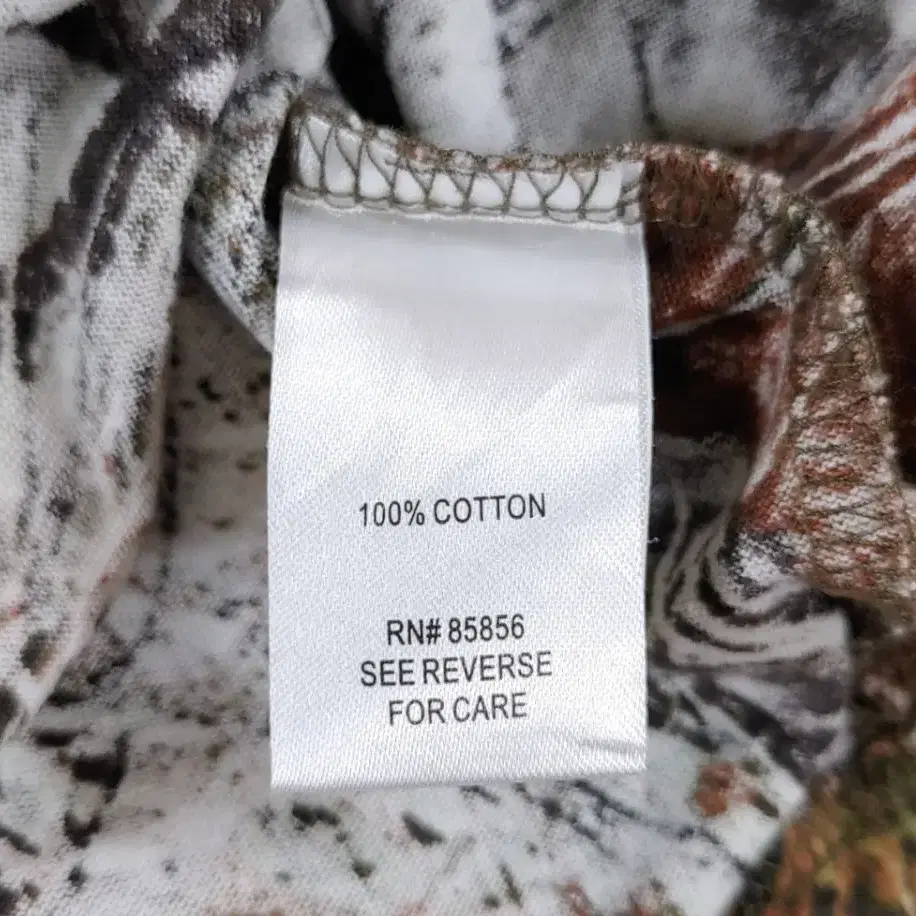 100% COTTON
RN# 85856
SEE REVERSE
FOR CARE